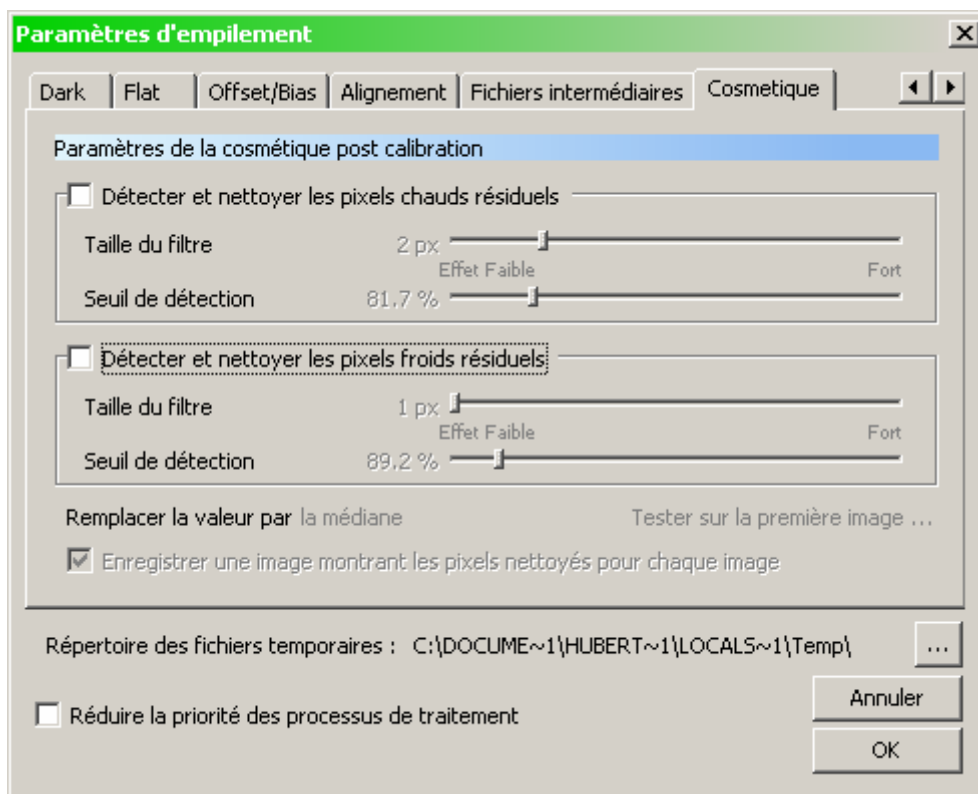 Paramètres d'empilement
Dark Flat Offset/Bias Alignement Fichiers intermédiaires Cosmetique
Paramètres de la cosmétique post calibration
Détecter et nettoyer les pixels chauds résiduels
Taille du filtre 2 px
Effet Faible Fort
Seuil de détection 81.7 %
Détecter et nettoyer les pixels froids résiduels
Taille du filtre 1 px
Effet Faible Fort
Seuil de détection 89.2 %
Remplacer la valeur par la médiane Tester sur la première image ...
Enregistrer une image montrant les pixels nettoyés pour chaque image
Répertoire des fichiers temporaires : C:\DOCUME~1\HUBERT~1\LOCALS~1\Temp\ ...
Annuler
Réduire la priorité des processus de traitement
OK